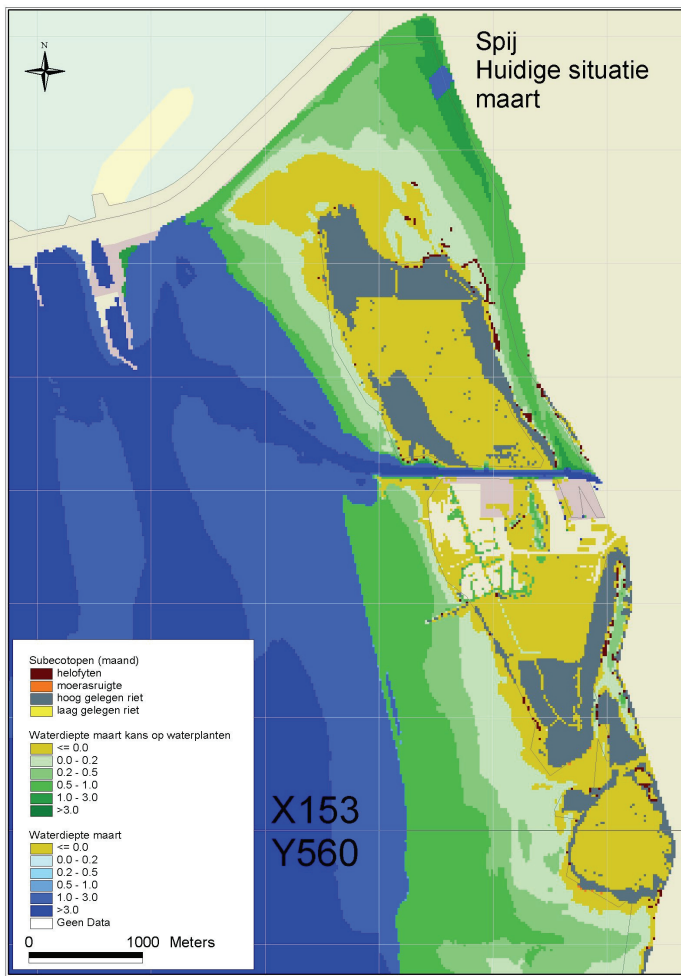 Spij
Huidige situatie
maart
N
Subecotopen (maand)
helofyten
moerasruigte
hoog gelegen riet
laag gelegen riet
Waterdiepte maart kans op waterplanten
<= 0.0
0.0 - 0.2
0.2 - 0.5
0.5 - 1.0
1.0 - 3.0
>3.0
Waterdiepte maart
<= 0.0
0.0 - 0.2
0.2 - 0.5
0.5 - 1.0
1.0 - 3.0
>3.0
Geen Data
0 1000 Meters
X153
Y560